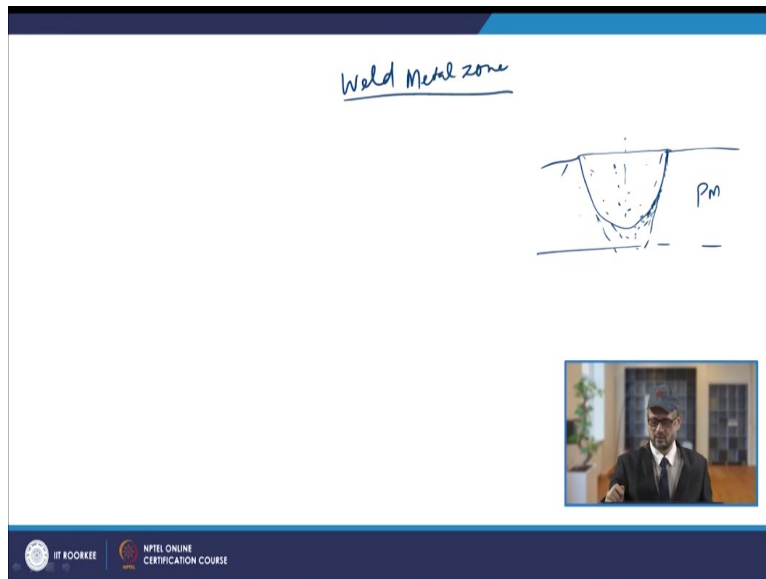 Weld Metal zone
PM
IIT ROORKEE
NPTEL ONLINE
CERTIFICATION COURSE